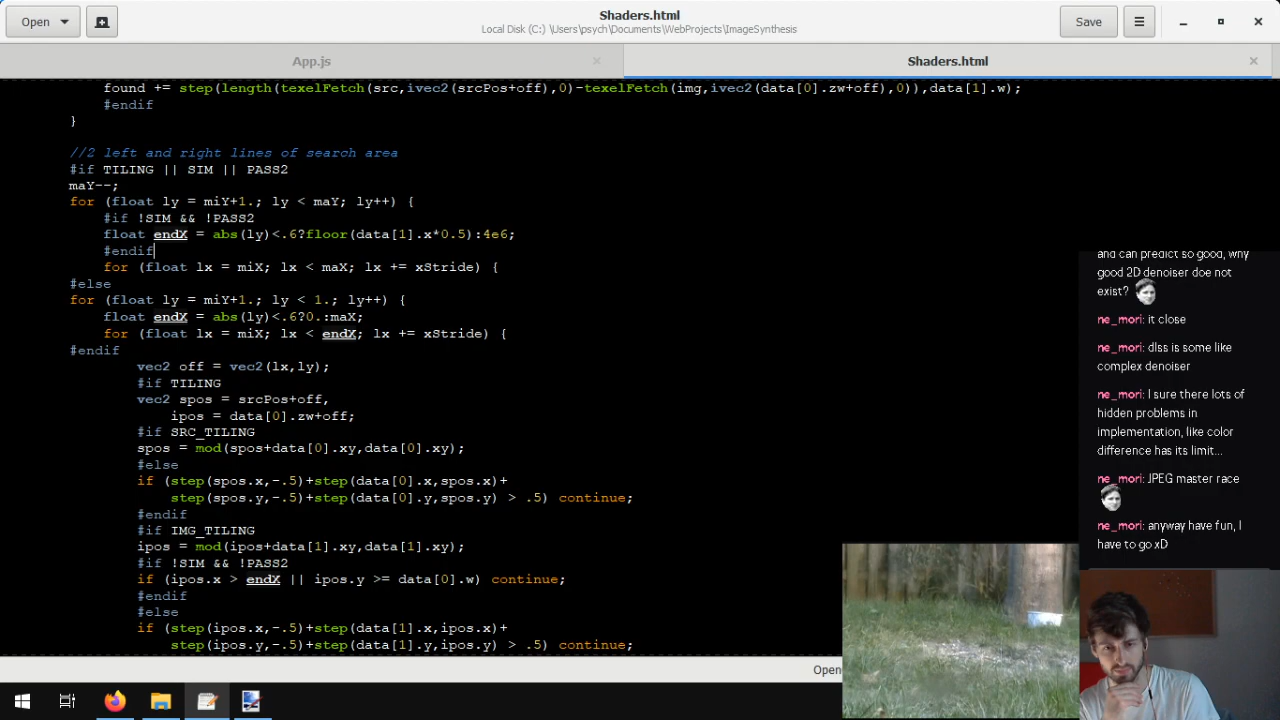 Open
Shaders.html
Local Disk (C:) \Users\psych\Documents\WebProjects\ImageSynthesis
Save
App.js
Shaders.html
found += step(length(texelFetch(src,ivec2(srcPos+off),0)-texelFetch(img,ivec2(data[0].zw+off),0)),data[1].w);
#endif
}
//2 left and right lines of search area
#if TILING || SIM || PASS2
maY--;
for (float ly = miY+1.; ly < maY; ly++) {
#if !SIM && !PASS2
float endX = abs(ly)<.6?floor(data[1].x*0.5):4e6;
#endif
for (float lx = miX; lx < maX; lx += xStride) {
#else
for (float ly = miY+1.; ly < 1.; ly++) {
float endX = abs(ly)<.6?0.:maX;
for (float lx = miX; lx < endX; lx += xStride) {
#endif
vec2 off = vec2(lx,ly);
#if TILING
vec2 spos = srcPos+off,
ipos = data[0].zw+off;
#if SRC_TILING
spos = mod(spos+data[0].xy,data[0].xy);
#else
if (step(spos.x,-.5)+step(data[0].x,spos.x)+
step(spos.y,-.5)+step(data[0].y,spos.y) > .5) continue;
#endif
#if IMG_TILING
ipos = mod(ipos+data[1].xy,data[1].xy);
#if !SIM && !PASS2
if (ipos.x > endX || ipos.y >= data[0].w) continue;
#endif
#else
if (step(ipos.x,-.5)+step(data[1].x,ipos.x)+
step(ipos.y,-.5)+step(data[1].y,ipos.y) > .5) continue;
Open
and can predict so good, why
good 2D denoiser doe not
exist?
ne_mori: it close
ne_mori: dlss is some like
complex denoiser
ne_mori: I sure there lots of
hidden problems in
implementation, like color
difference has its limit...
ne_mori: JPEG master race
ne_mori: anyway have fun, I
have to go xD